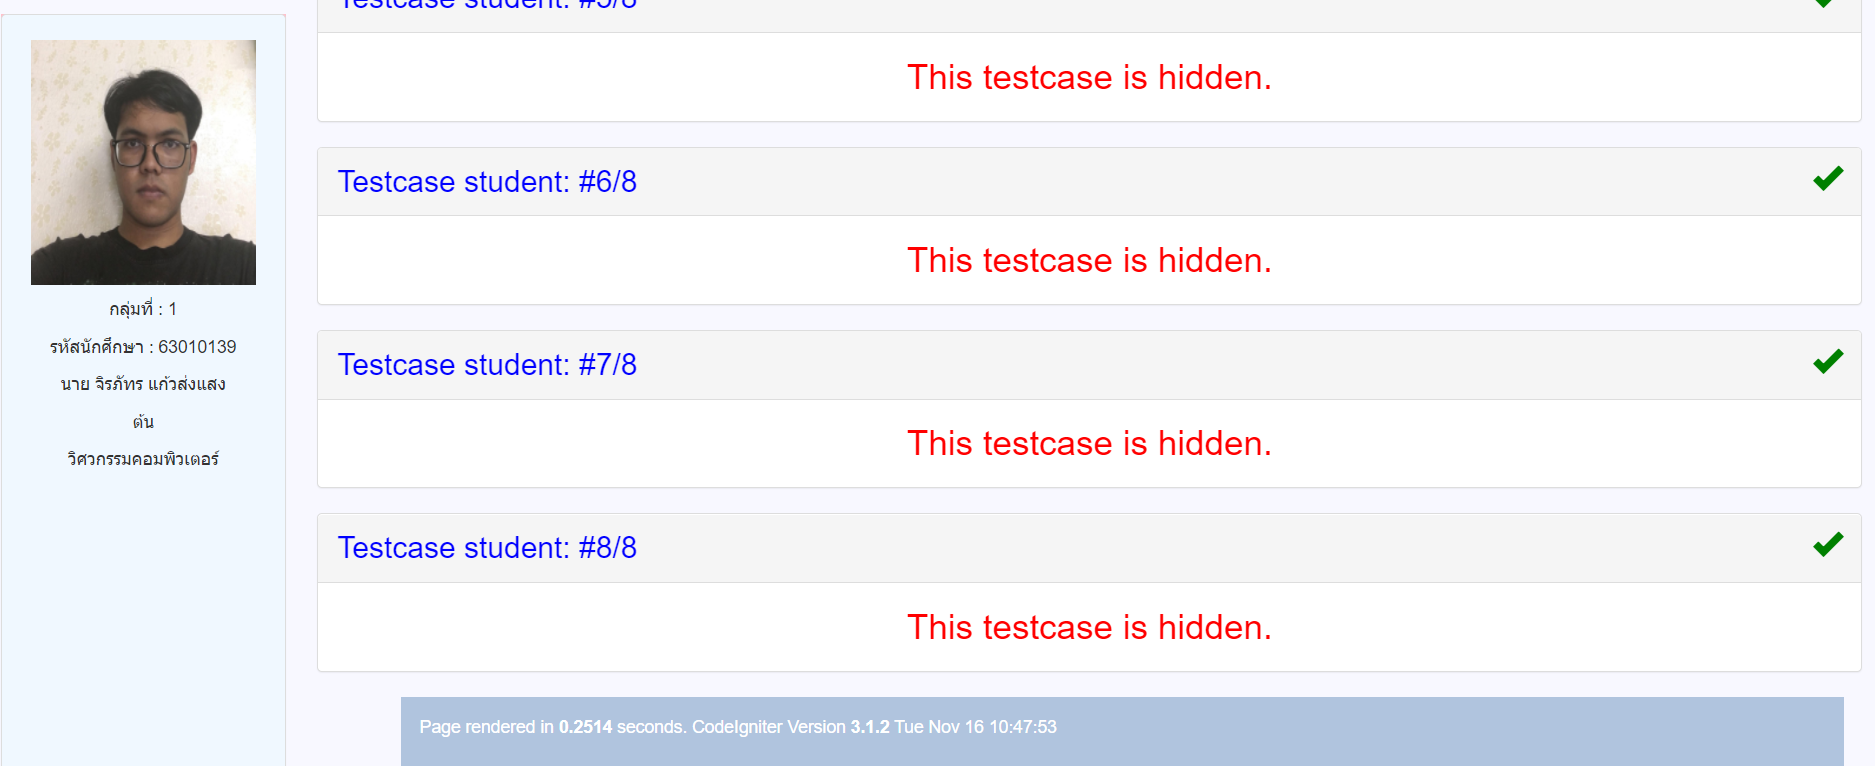 กลุ่มที่ : 1
รหัสนักศึกษา : 63010139
นาย จิรภัทร แก้วส่งแสง
ต้น
วิศวกรรมคอมพิวเตอร์
Testcase student: #5/8
This testcase is hidden.
Testcase student: #6/8
This testcase is hidden.
Testcase student: #7/8
This testcase is hidden.
Testcase student: #8/8
This testcase is hidden.
Page rendered in 0.2514 seconds. CodeIgniter Version 3.1.2 Tue Nov 16 10:47:53